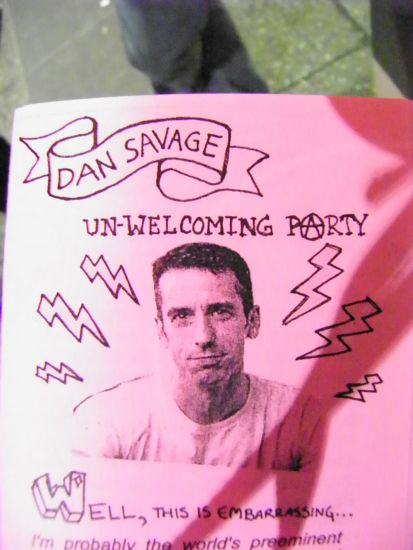 DAN SAVAGE
UN-WELCOMING PARTY
WELL, THIS IS EMBARRASSING...
I'm probably the world's preeminent